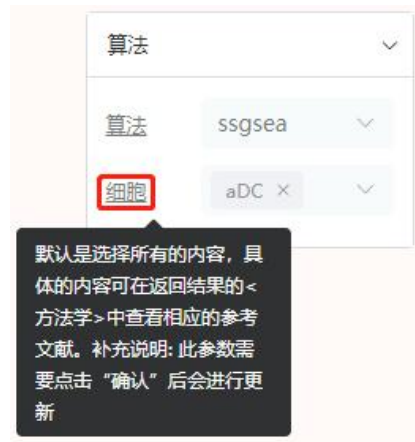 算法
算法 ssgsea
细胞 aDC ×
默认是选择所有的内容，具
体的内容可在返回结果的<
方法学>中查看相应的参考
文献。补充说明: 此参数需
要点击“确认”后会进行更
新